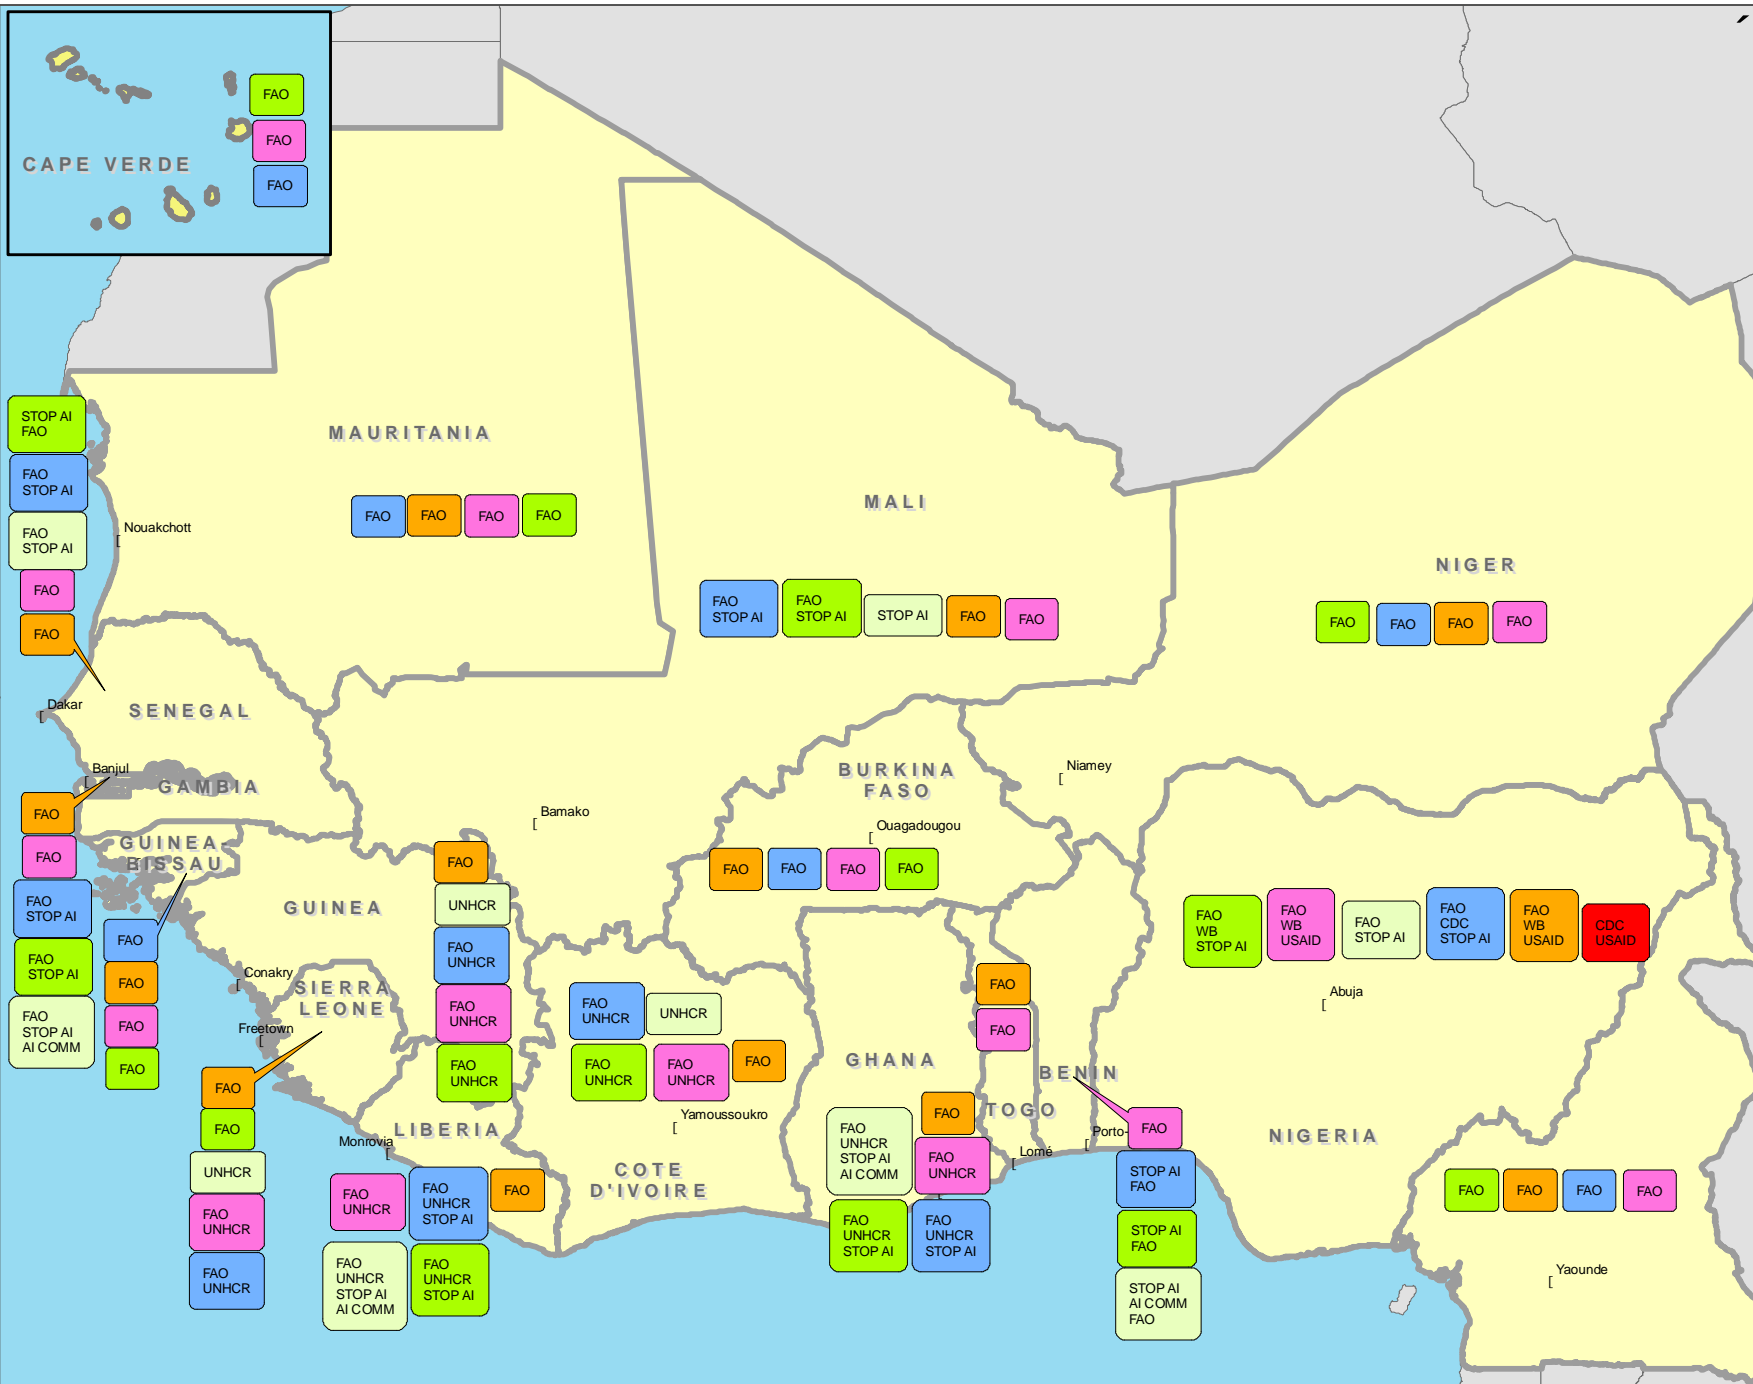 FAO
FAO
CAPE VERDE
FAO
STOP AI
FAO
MAURITANIA
FAO
STOP AI
MALI
FAO
FAO
FAO
FAO
Nouakchott
FAO
STOP AI
NIGER
FAO
FAO
STOP AI
FAO
STOP AI
STOP AI
FAO
FAO
FAO
FAO
FAO
FAO
FAO
Dakar
SENEGAL
Banjul
GAMBIA
BURKINA
FASO
Niamey
Bamako
Ouagadougou
FAO
FAO
GUINEA-
BISSAU
FAO
FAO
FAO
FAO
FAO
FAO
STOP AI
GUINEA
UNHCR
FAO
WB
STOP AI
FAO
WB
USAID
FAO
STOP AI
FAO
CDC
STOP AI
FAO
WB
USAID
CDC
USAID
FAO
FAO
UNHCR
FAO
STOP AI
Conakry
FAO
FAO
SIERRA
LEONE
Abuja
FAO
STOP AI
AI COMM
FAO
Freetown
FAO
UNHCR
FAO
UNHCR
UNHCR
FAO
FAO
FAO
UNHCR
FAO
UNHCR
FAO
UNHCR
FAO
GHANA
BENIN
FAO
Yamoussoukro
FAO
TOGO
FAO
LIBERIA
Monrovia
FAO
UNHCR
STOP AI
AI COMM
FAO
UNHCR
Lomé
Porto-
FAO
NIGERIA
UNHCR
COTE
D'IVOIRE
STOP AI
FAO
FAO
UNHCR
FAO
UNHCR
FAO
UNHCR
STOP AI
FAO
FAO
FAO
FAO
FAO
FAO
UNHCR
STOP AI
FAO
UNHCR
STOP AI
STOP AI
FAO
FAO
UNHCR
FAO
UNHCR
STOP AI
AI COMM
FAO
UNHCR
STOP AI
Yaounde
STOP AI
AI COMM
FAO